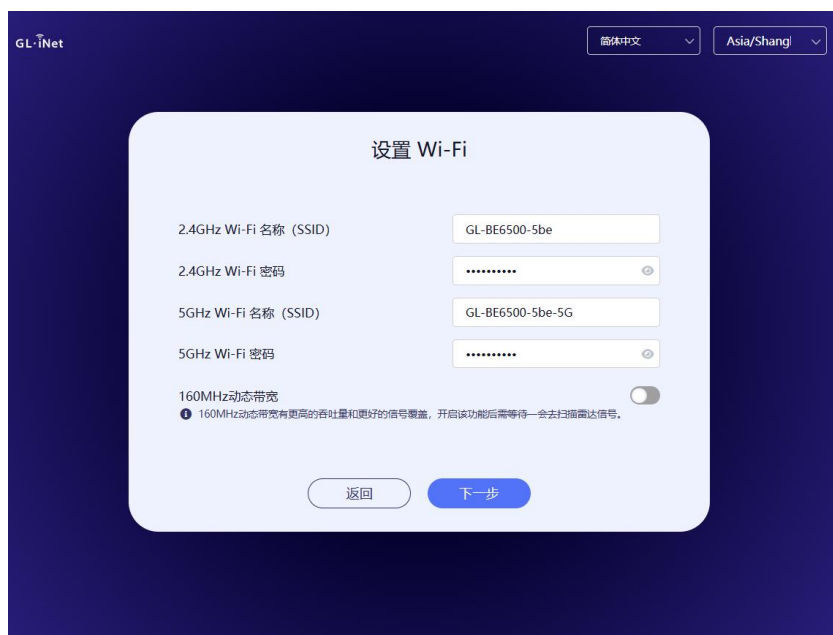 GL·iNet
简体中文
Asia/Shang
设置 Wi-Fi
2.4GHz Wi-Fi 名称（SSID） GL-BE6500-5be
2.4GHz Wi-Fi 密码 ••••••••••
5GHz Wi-Fi 名称（SSID） GL-BE6500-5be-5G
5GHz Wi-Fi 密码 ••••••••••
160MHz动态带宽
160MHz动态带宽有更高的吞吐量和更好的信号覆盖，开启该功能后需等待一会去扫描雷达信号。
返回 下一步